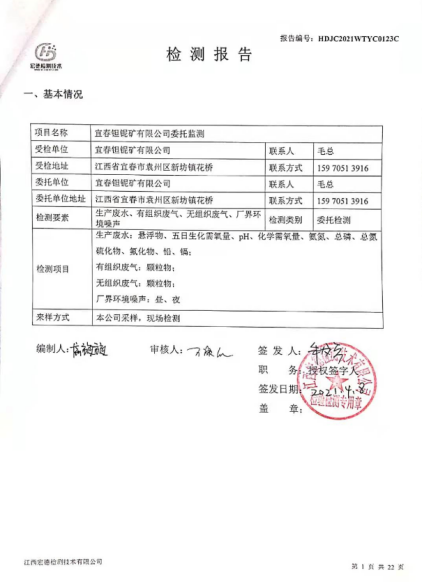 报告编号：HDJC2021WTYC0123C
宏德检测技术
检测报告
一、基本情况
项目名称 宜春钽铌矿有限公司委托监测
受检单位 宜春钽铌矿有限公司 联系人 毛总
受检地址 江西省宜春市袁州区新坊镇花桥 联系方式 159 7051 3916
委托单位 宜春钽铌矿有限公司 联系人 毛总
委托单位地址 江西省宜春市袁州区新坊镇花桥 联系方式 159 7051 3916
检测要素 生产废水、有组织废气、无组织废气、厂界环境噪声 检测类别 委托检测
检测项目 生产废水：悬浮物、五日生化需氧量、pH、化学需氧量、氨氮、总磷、总氮
硫化物、氟化物、铅、镉；
有组织废气：颗粒物；
无组织废气：颗粒物；
厂界环境噪声：昼、夜
来样方式 本公司采样，现场检测
编制人： 审核人： 签发人：
职务：授权签字人
签发日期：2021.4.8
盖章：
江西宏德检测技术有限公司
第 1 页 共 22 页